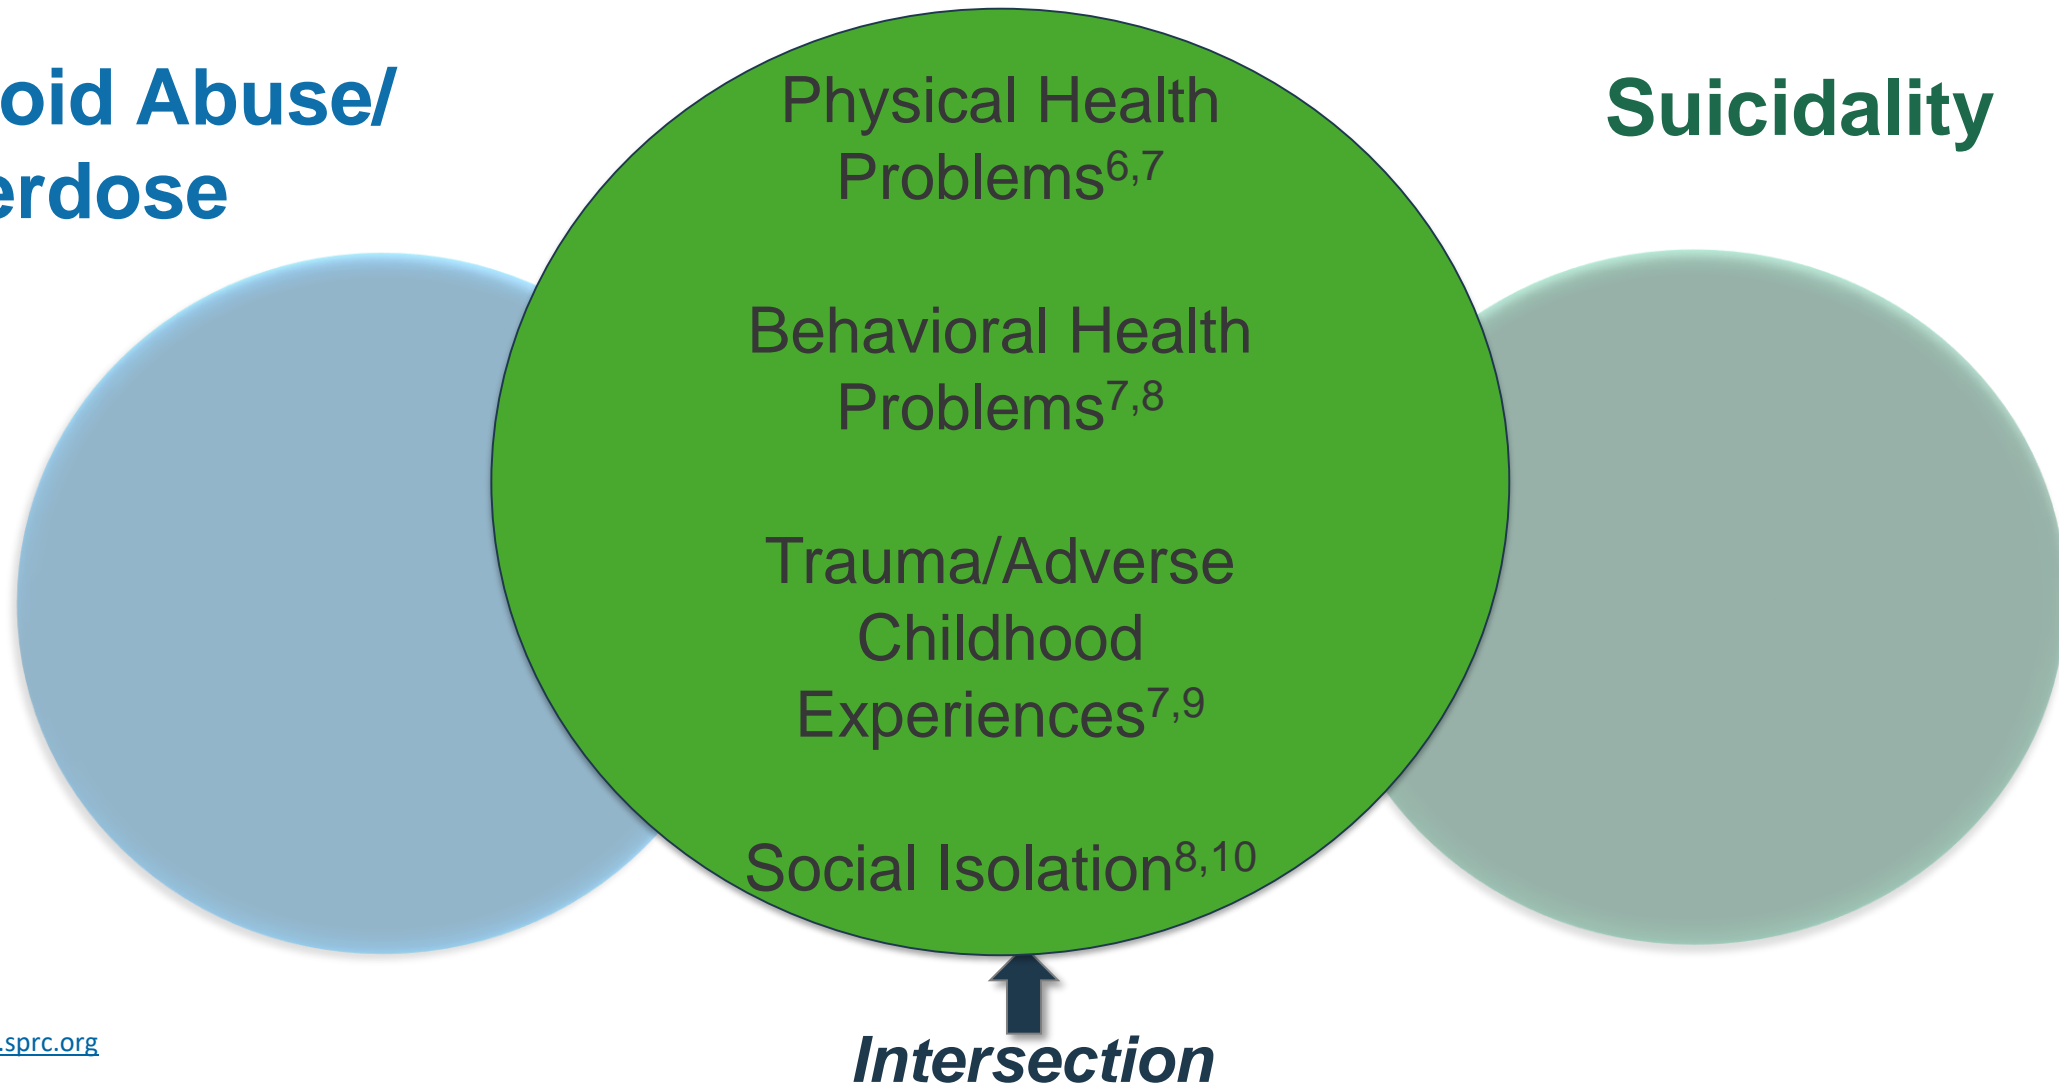 oid Abuse/
erdose
Suicidality
Physical Health
Problems6,7
Behavioral Health
Problems7,8
Trauma/Adverse
Childhood
Experiences7,9
Social Isolation8,10
Intersection
.sprc.org